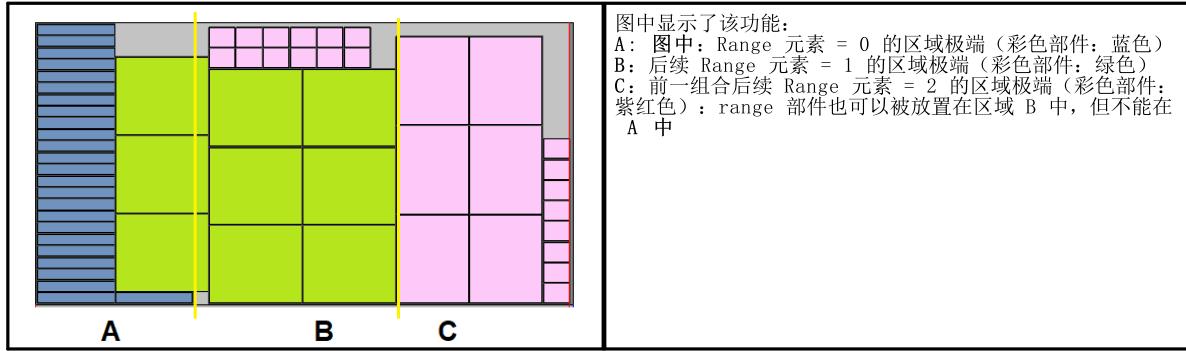 A
B
C
图中显示了该功能:
A: 图中: Range 元素 = 0 的区域极端（彩色部件: 蓝色）
B: 后续 Range 元素 = 1 的区域极端（彩色部件: 绿色）
C: 前一组合后续 Range 元素 = 2 的区域极端（彩色部件:
紫红色）: range 部件也可以被放置在区域 B 中, 但不能在
A 中